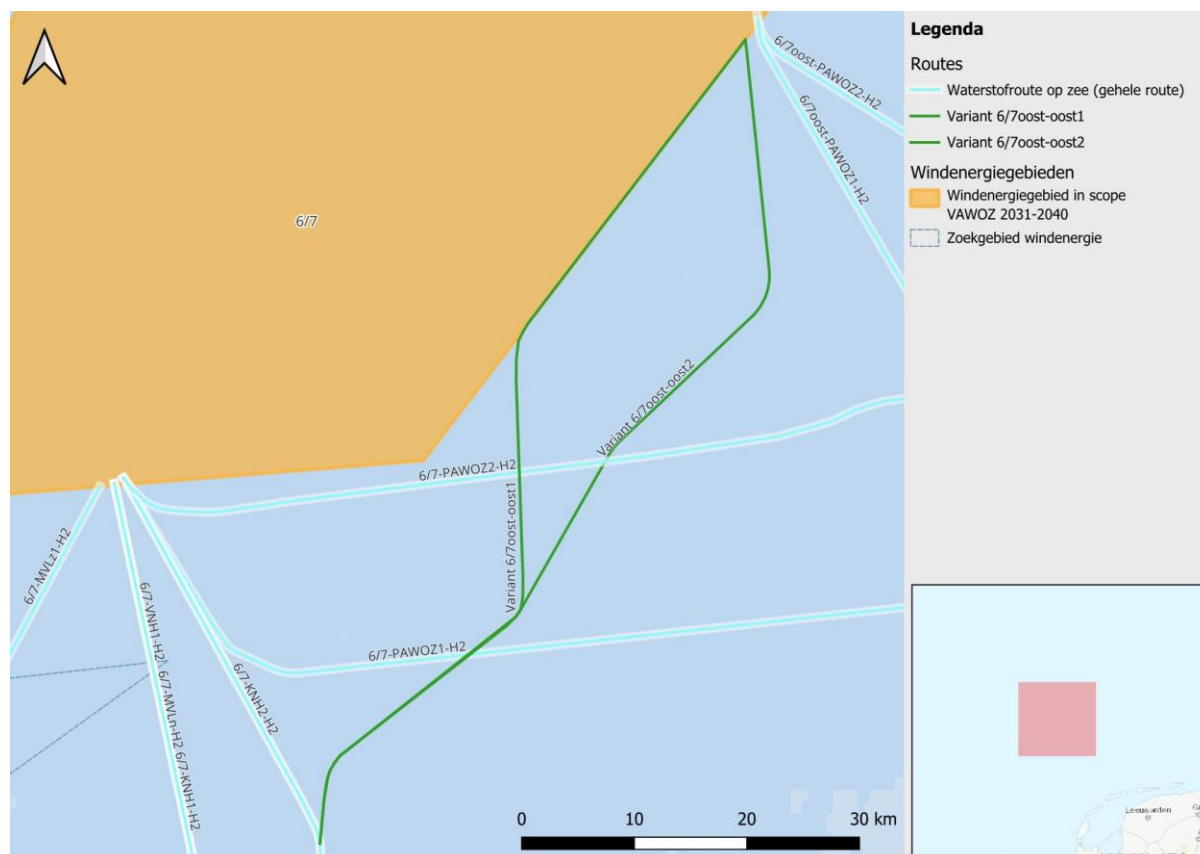 6/7oost-PAWOZ2-H2
6/7oost-PAWOZ1-H2
6/7
Variant 6/7oost-oost2
6/7-PAWOZ2-H2
Variant 6/7oost-oost1
6/7-MVLz1-H2
6/7-VNH1-H2
6/7-MVLn-H2
6/7-KNH1-H2
6/7-KNH2-H2
6/7-PAWOZ1-H2
0 10 20 30 km
Legenda
Routes
Waterstofroute op zee (gehele route)
Variant 6/7oost-oost1
Variant 6/7oost-oost2
Windenergiegebieden
Windenergiegebied in scope
VAWOZ 2031-2040
Zoekgebied windenergie
Leeuwarden